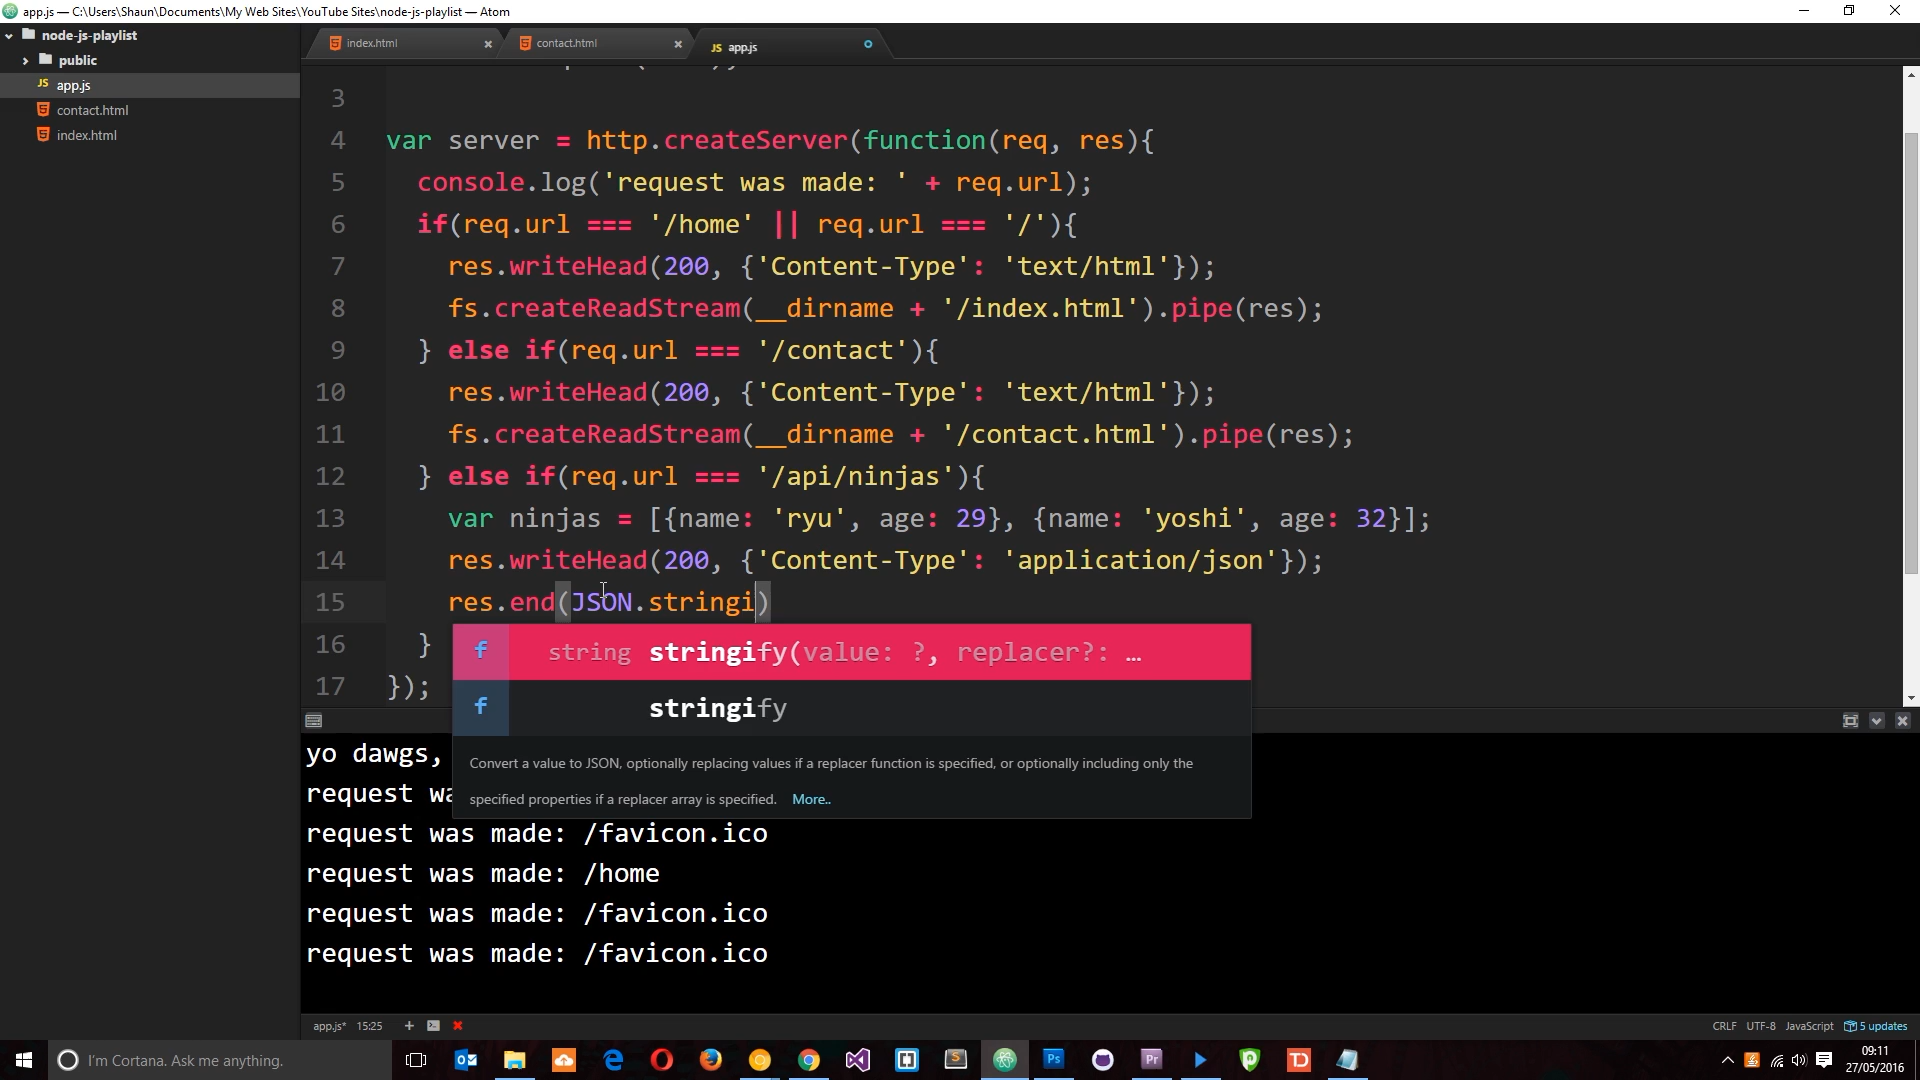 app.js — C:\Users\Shaun\Documents\My Web Sites\YouTube Sites\node-js-playlist — Atom
node-js-playlist
public
JS app.js
contact.html
index.html
index.html
contact.html
JS app.js
3
4 var server = http.createServer(function(req, res){
5 console.log('request was made: ' + req.url);
6 if(req.url === '/home' || req.url === '/'){
7 res.writeHead(200, {'Content-Type': 'text/html'});
8 fs.createReadStream(__dirname + '/index.html').pipe(res);
9 } else if(req.url === '/contact'){
10 res.writeHead(200, {'Content-Type': 'text/html'});
11 fs.createReadStream(__dirname + '/contact.html').pipe(res);
12 } else if(req.url === '/api/ninjas'){
13 var ninjas = [{name: 'ryu', age: 29}, {name: 'yoshi', age: 32}];
14 res.writeHead(200, {'Content-Type': 'application/json'});
15 res.end(JSON.stringi)
16 }
17 });
f string stringify(value: ?, replacer?: …
f stringify
Convert a value to JSON, optionally replacing values if a replacer function is specified, or optionally including only the
specified properties if a replacer array is specified. More..
yo dawgs,
request wa
request was made: /favicon.ico
request was made: /home
request was made: /favicon.ico
request was made: /favicon.ico
app.js* 15:25
CRLF UTF-8 JavaScript 5 updates
I'm Cortana. Ask me anything.
Ps
Pr
TD
09:11
27/05/2016